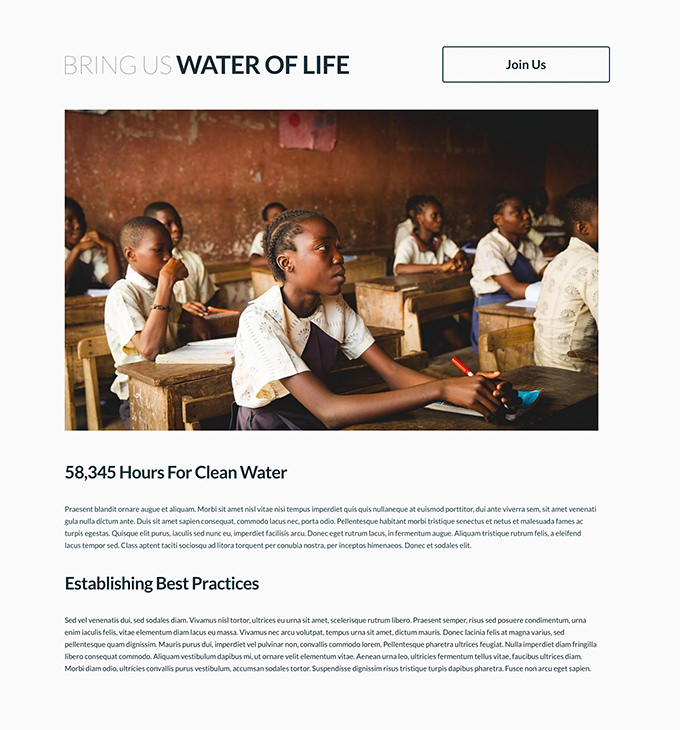 BRING US WATER OF LIFE
Join Us
58,345 Hours For Clean Water
Praesent blandit ornare augue et aliquam. Morbi sit amet nisl vitae nisi tempus imperdiet quis quis nullaneque at euismod porttitor, dui ante viverra sem, sit amet venenati
gula nulla dictum ante. Duis sit amet sapien consequat, commodo lacus nec, porta odio. Pellentesque habitant morbi tristique senectus et netus et malesuada fames ac
turpis egestas. Quisque elit purus, iaculis sed nunc eu, imperdiet facilisis arcu. Donec eget rutrum lacus, in fermentum augue. Aliquam tristique rutrum felis, a eleifend
lacus tempor sed. Class aptent taciti sociosqu ad litora torquent per conubia nostra, per inceptos himenaeos. Donec et sodales elit.
Establishing Best Practices
Sed vel venenatis dui, sed sodales diam. Vivamus nisl tortor, ultrices eu urna sit amet, scelerisque rutrum libero. Praesent semper, risus sed posuere condimentum, urna
enim iaculis felis, vitae elementum diam lacus eu massa. Vivamus nec arcu volutpat, tempus urna sit amet, dictum mauris. Donec lacinia felis at magna varius, sed
pellentesque quam dignissim. Mauris purus dui, imperdiet vel pulvinar non, convallis commodo lorem. Pellentesque pharetra ultrices feugiat. Nulla imperdiet diam fringilla
libero consequat commodo. Aliquam vestibulum dapibus mi, ut ornare velit elementum vitae. Aenean urna leo, ultricies fermentum tellus vitae, faucibus ultrices diam.
Morbi diam odio, ultricies convallis purus vestibulum, accumsan sodales tortor. Suspendisse dignissim risus tristique turpis dapibus pharetra. Fusce non arcu eget sapien.